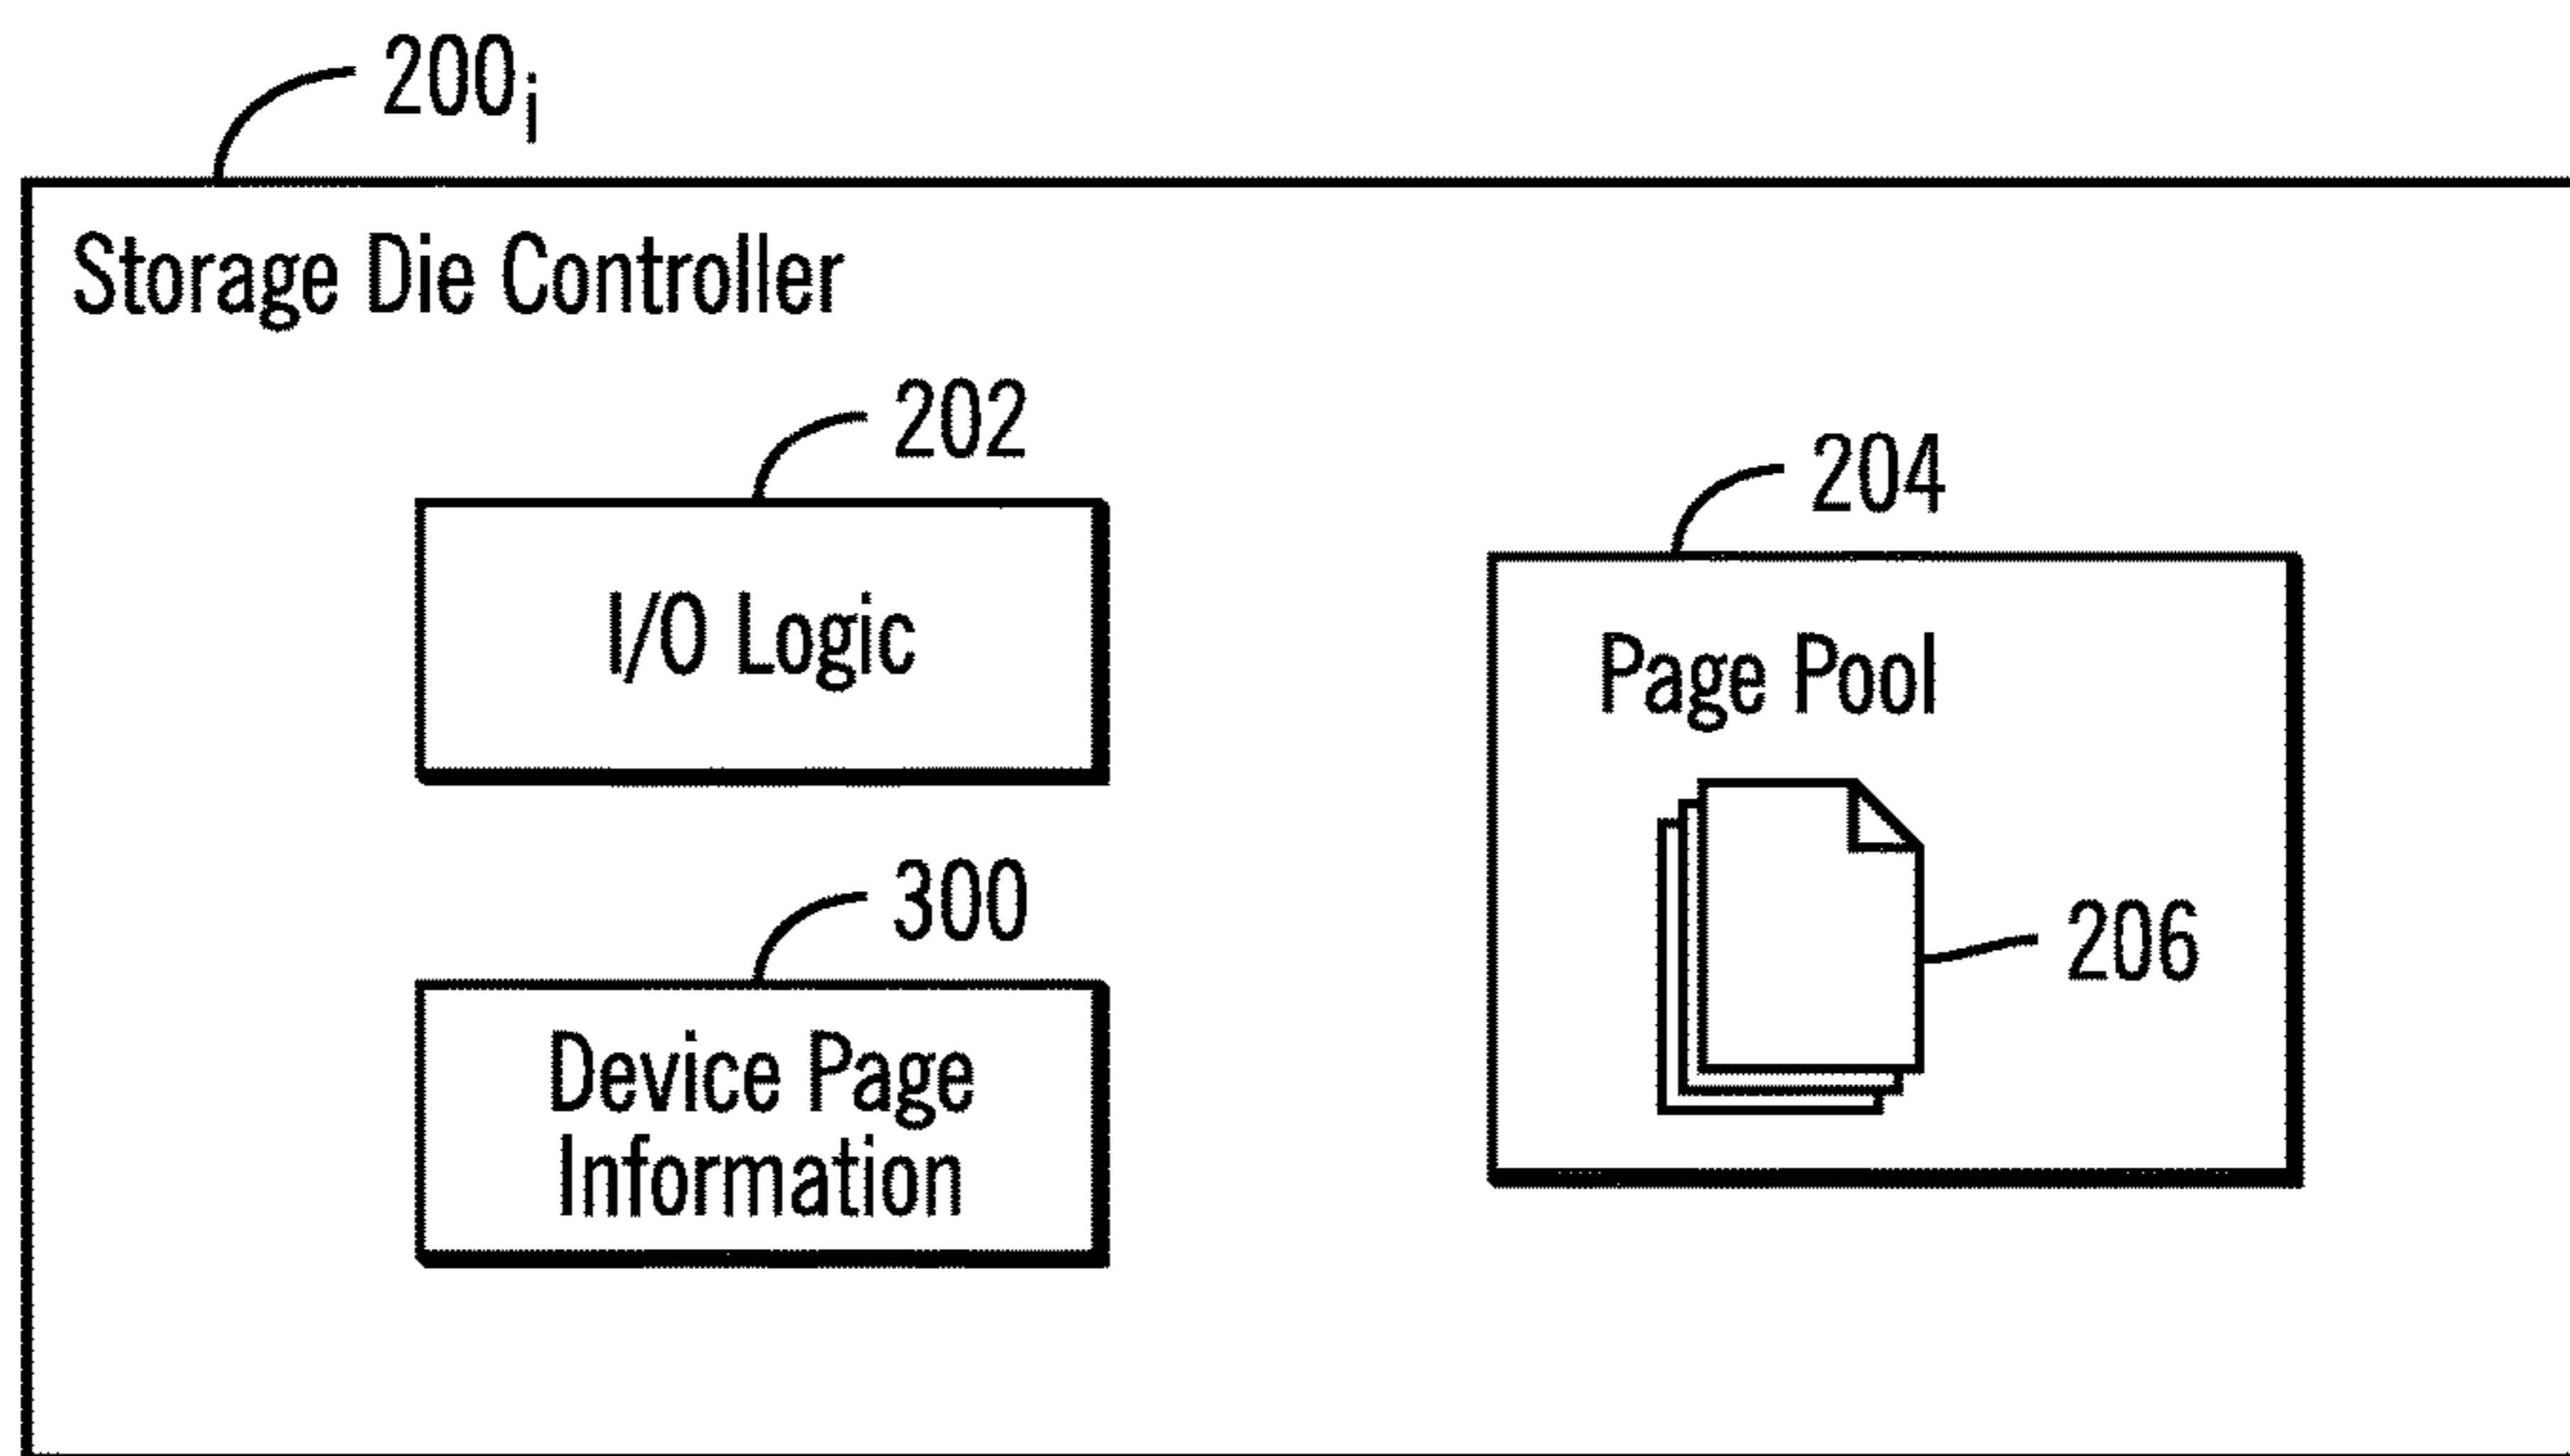 200i
Storage Die Controller
202
I/O Logic
204
Page Pool
300
Device Page
Information
206